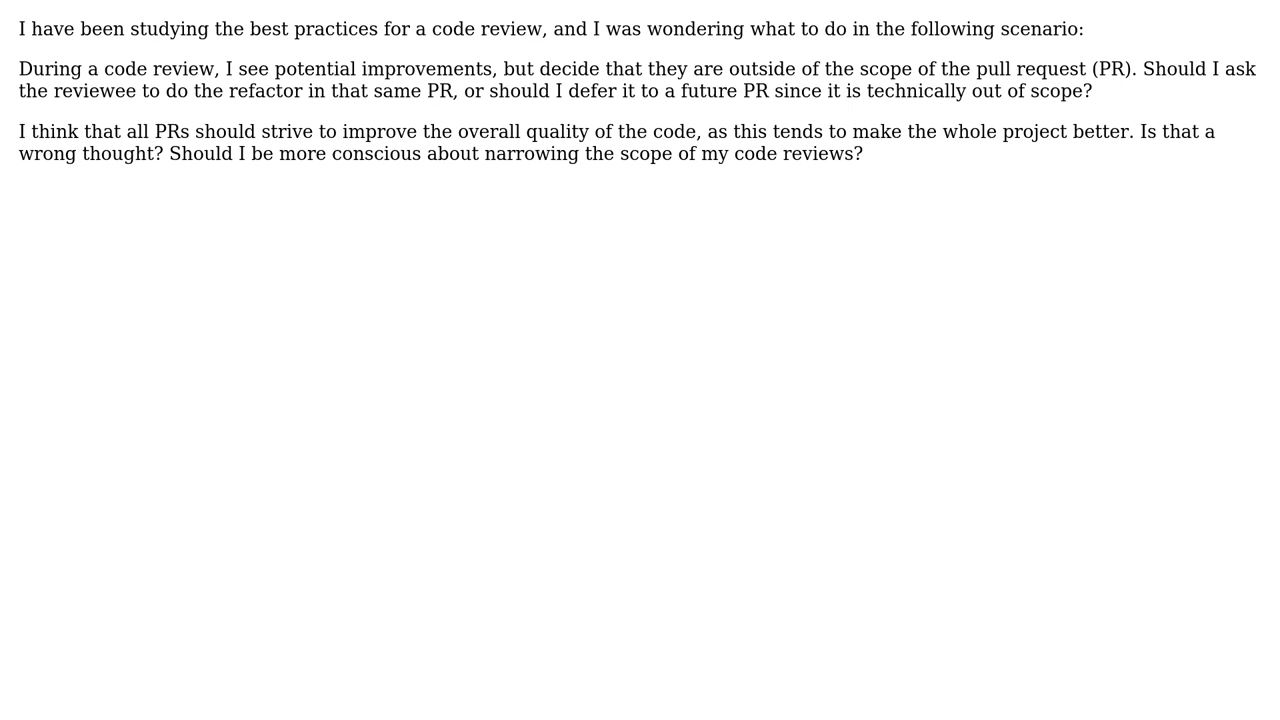 I have been studying the best practices for a code review, and I was wondering what to do in the following scenario:
During a code review, I see potential improvements, but decide that they are outside of the scope of the pull request (PR). Should I ask
the reviewee to do the refactor in that same PR, or should I defer it to a future PR since it is technically out of scope?
I think that all PRs should strive to improve the overall quality of the code, as this tends to make the whole project better. Is that a
wrong thought? Should I be more conscious about narrowing the scope of my code reviews?